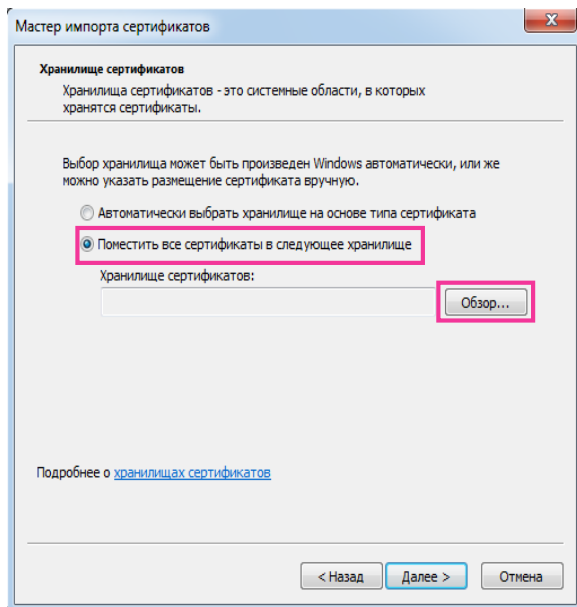 Мастер импорта сертификатов
Хранилище сертификатов
Хранилища сертификатов - это системные области, в которых
хранятся сертификаты.
Выбор хранилища может быть произведен Windows автоматически, или же
можно указать размещение сертификата вручную.
Автоматически выбрать хранилище на основе типа сертификата
Поместить все сертификаты в следующее хранилище
Хранилище сертификатов:
Обзор...
Подробнее о хранилищах сертификатов
< Назад Далее > Отмена